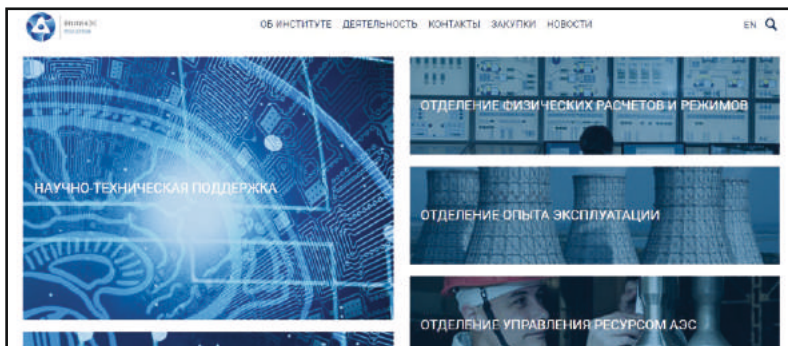 ОБ ИНСТИТУТЕ ДЕЯТЕЛЬНОСТЬ КОНТАКТЫ ЗАКУПКИ НОВОСТИ EN
ОТДЕЛЕНИЕ ФИЗИЧЕСКИХ РАСЧЕТОВ И РЕЖИМОВ
НАУЧНО-ТЕХНИЧЕСКАЯ ПОДДЕРЖКА
ОТДЕЛЕНИЕ ОПЫТА ЭКСПЛУАТАЦИИ
ОТДЕЛЕНИЕ УПРАВЛЕНИЯ РЕСУРСОМ АЭС